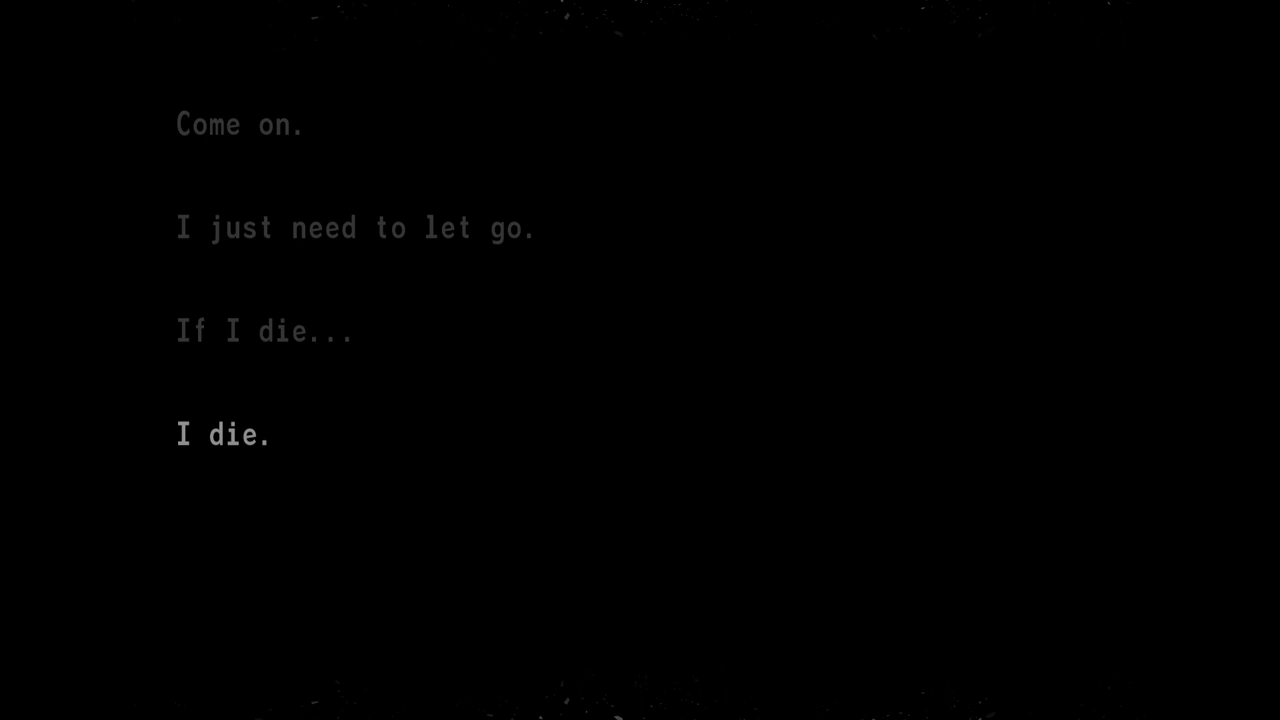 Come on.
I just need to let go.
If I die...
I die.